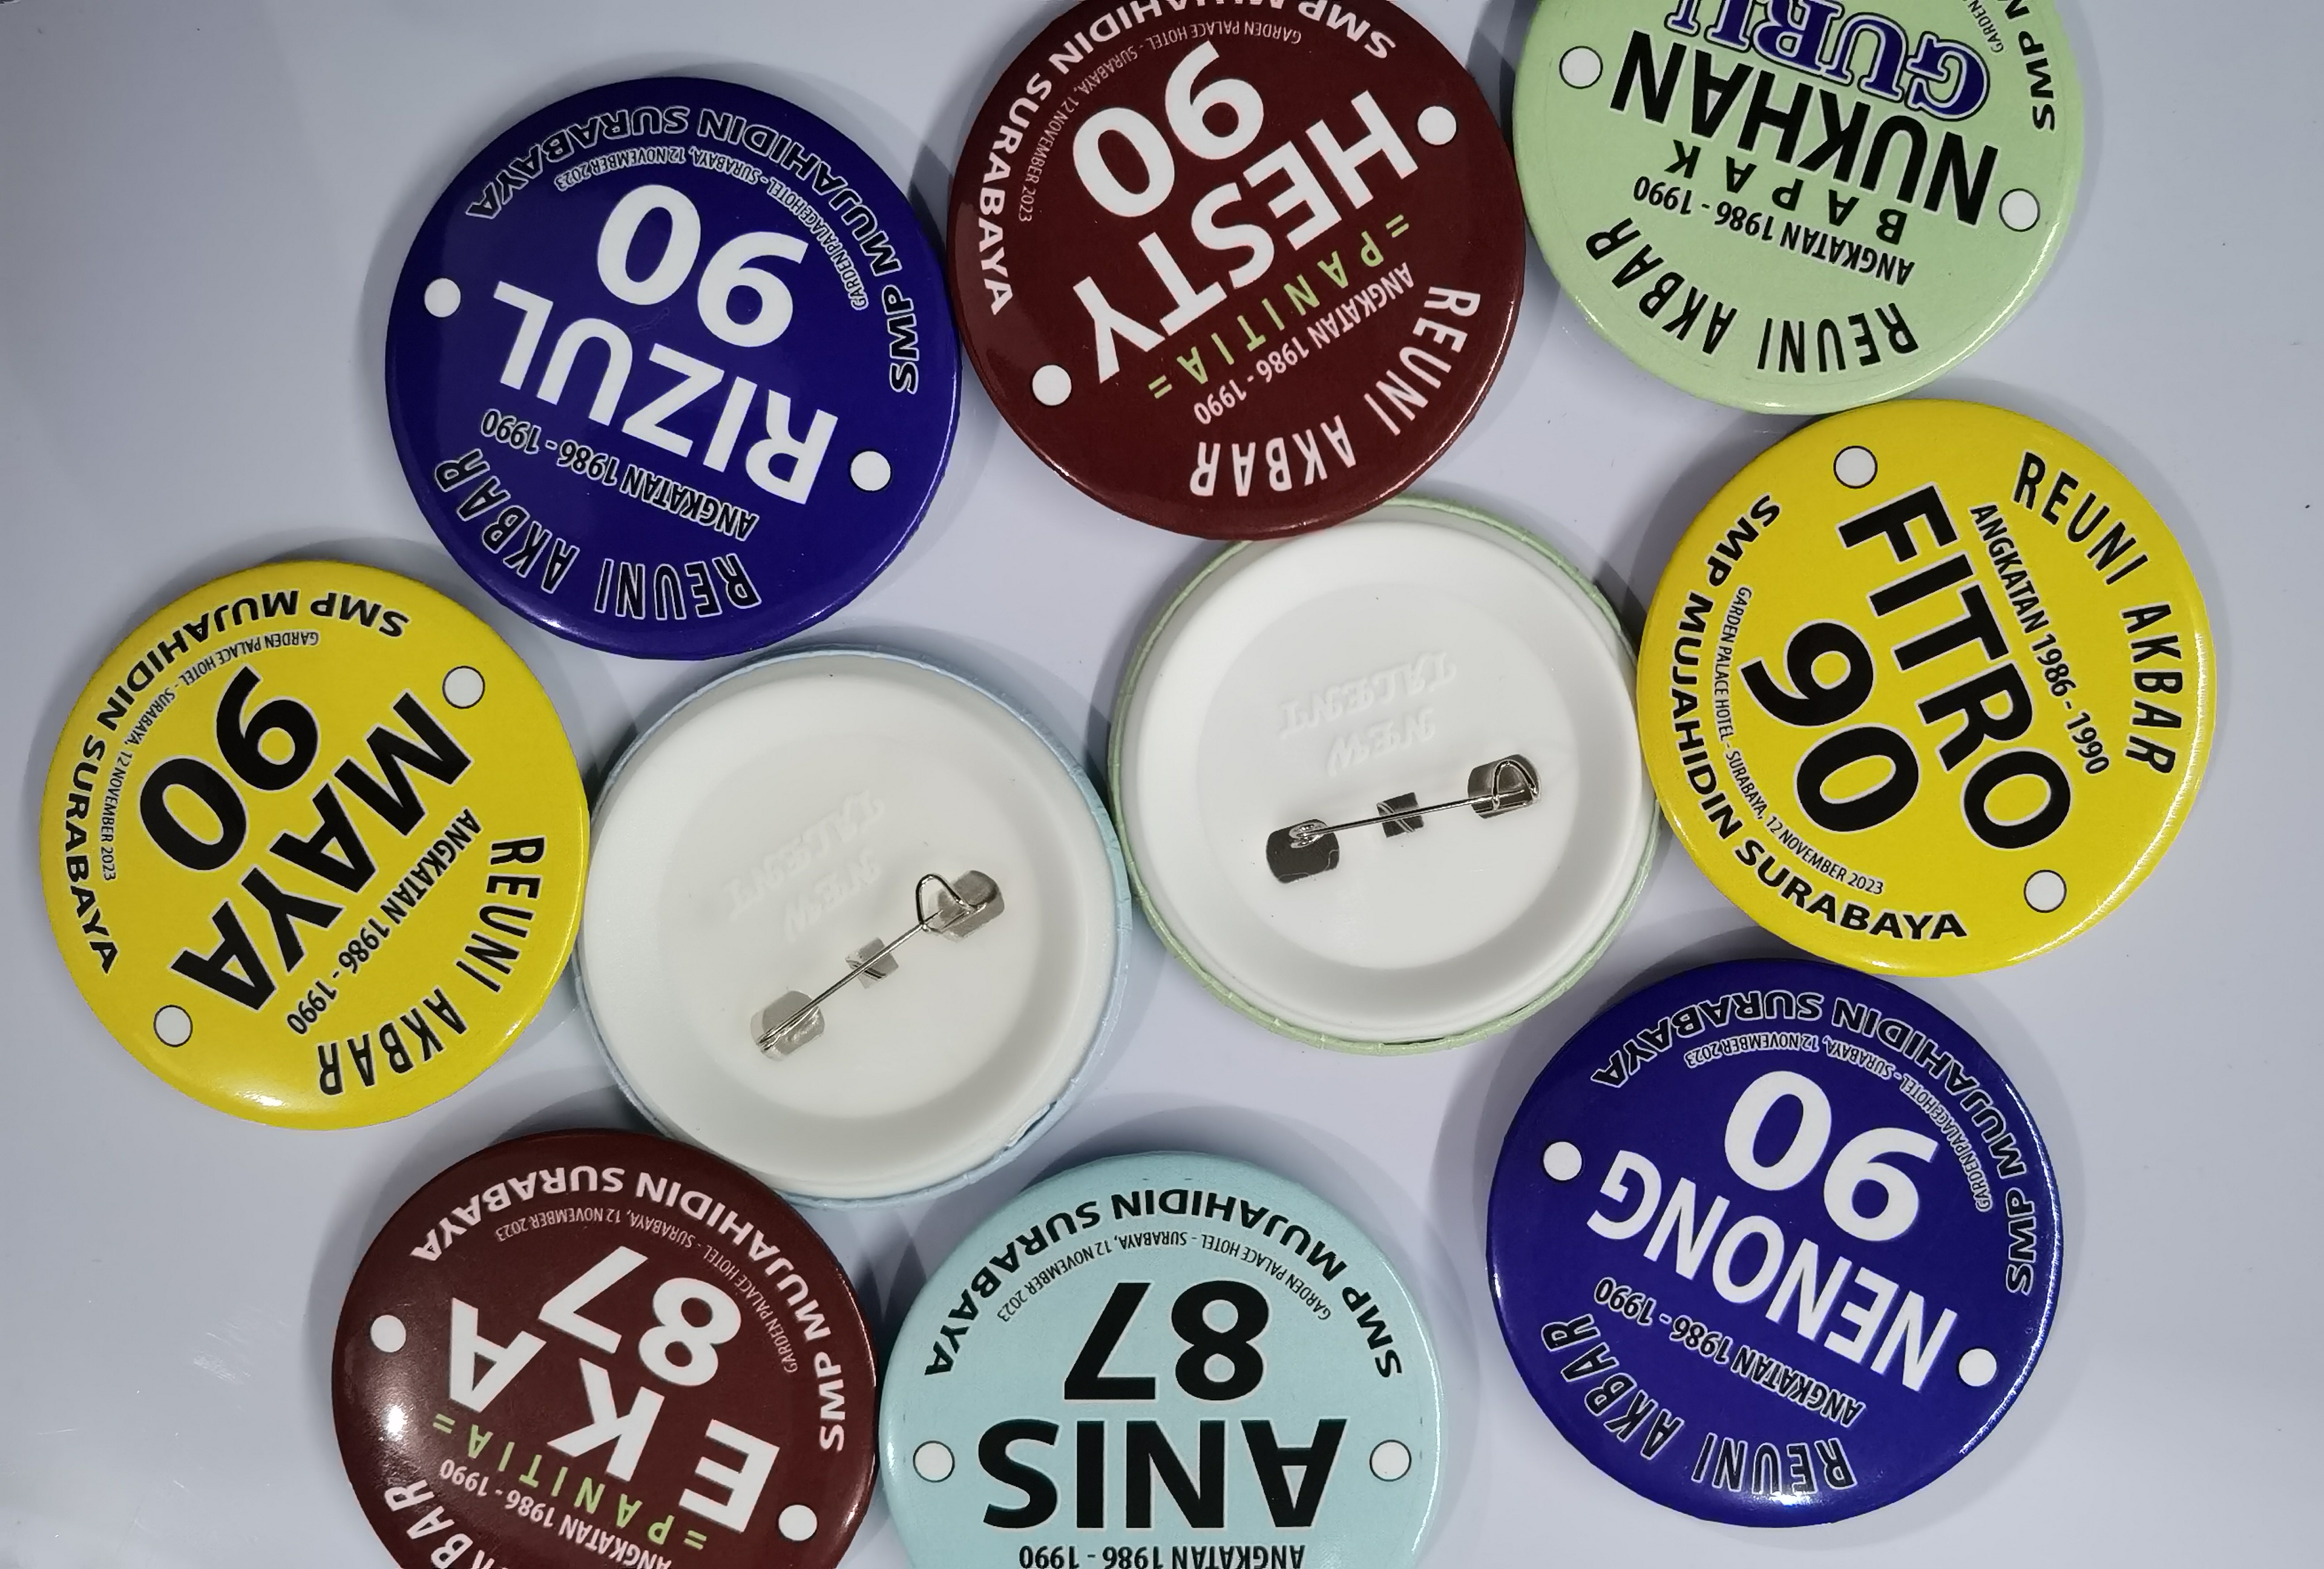 REUNI AKBAR
ANGKATAN 1986 - 1990
RIZUL
90
GARDEN PALACE HOTEL - SURABAYA, 12 NOVEMBER 2023
SMP MUJAHIDIN SURABAYA
REUNI AKBAR
ANGKATAN 1986 - 1990
=PANITIA=
HESTY
90
GARDEN PALACE HOTEL - SURABAYA, 12 NOVEMBER 2023
SMP MUJAHIDIN SURABAYA
REUNI AKBAR
ANGKATAN 1986 - 1990
BAPAK
NUKHAN
GURU
GARDEN
SMP
REUNI AKBAR
ANGKATAN 1986 - 1990
FITRO
90
GARDEN PALACE HOTEL - SURABAYA, 12 NOVEMBER 2023
SMP MUJAHIDIN SURABAYA
REUNI AKBAR
ANGKATAN 1986 - 1990
MAYA
90
GARDEN PALACE HOTEL - SURABAYA, 12 NOVEMBER 2023
SMP MUJAHIDIN SURABAYA
NEW
TALENT
NEW
TALENT
REUNI AKBAR
ANGKATAN 1986 - 1990
NENONG
90
GARDEN PALACE HOTEL - SURABAYA, 12 NOVEMBER 2023
SMP MUJAHIDIN SURABAYA
AKBAR
ANGKATAN 1986 - 1990
=PANITIA=
EKA
87
GARDEN PALACE HOTEL - SURABAYA, 12 NOVEMBER 2023
SMP MUJAHIDIN SURABAYA
ANGKATAN 1986 - 1990
ANIS
87
GARDEN PALACE HOTEL - SURABAYA, 12 NOVEMBER 2023
SMP MUJAHIDIN SURABAYA